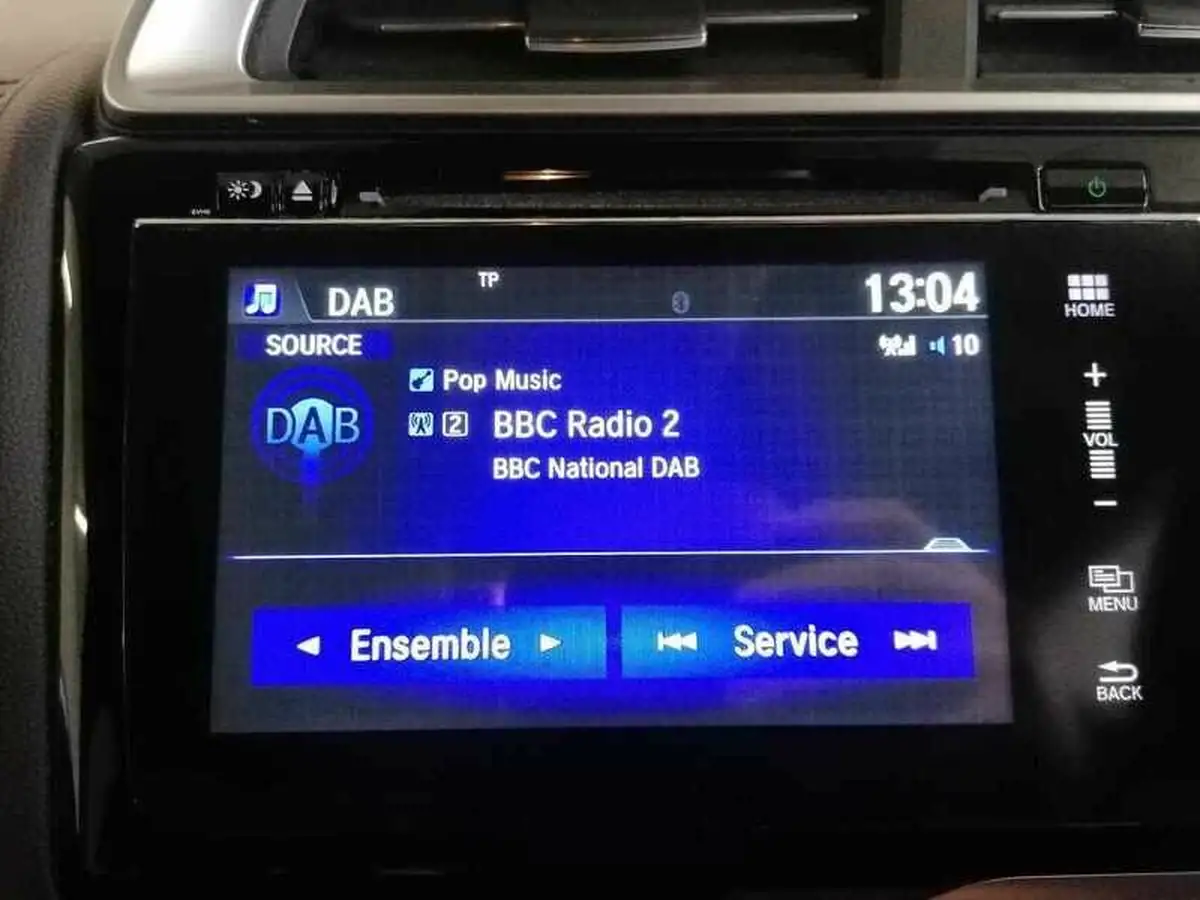 TP
DAB
13:04
HOME
SOURCE
10
Pop Music
DAB
2 BBC Radio 2
BBC National DAB
VOL
MENU
Ensemble
Service
BACK